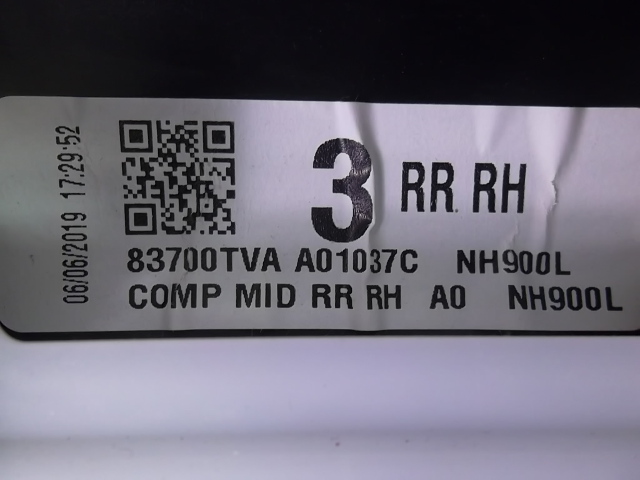 06/06/2019 17:29:52
3 RR. RH
83700TVA A01037C NH900L
COMP MID RR RH A0 NH900L